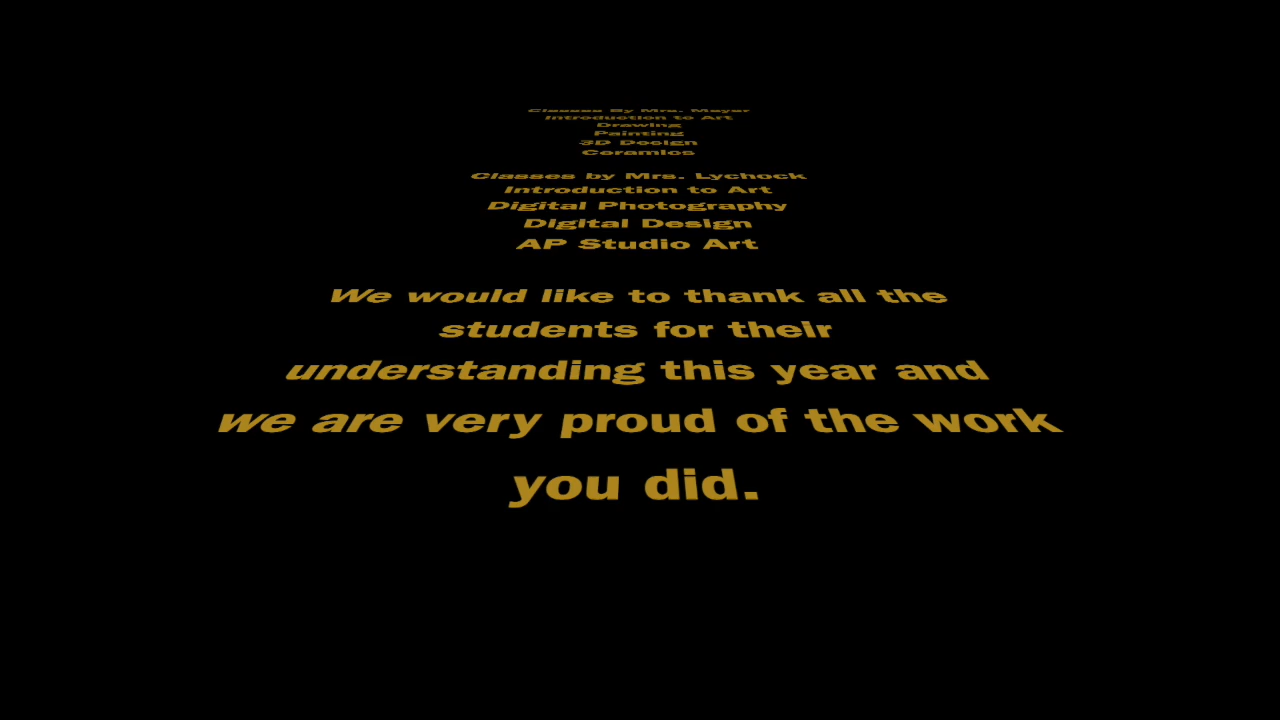 Classes By Mrs. Mayer
Introduction to Art
Drawing
Painting
3D Design
Ceramics
Classes by Mrs. Lychock
Introduction to Art
Digital Photography
Digital Design
AP Studio Art
We would like to thank all the
students for their
understanding this year and
we are very proud of the work
you did.